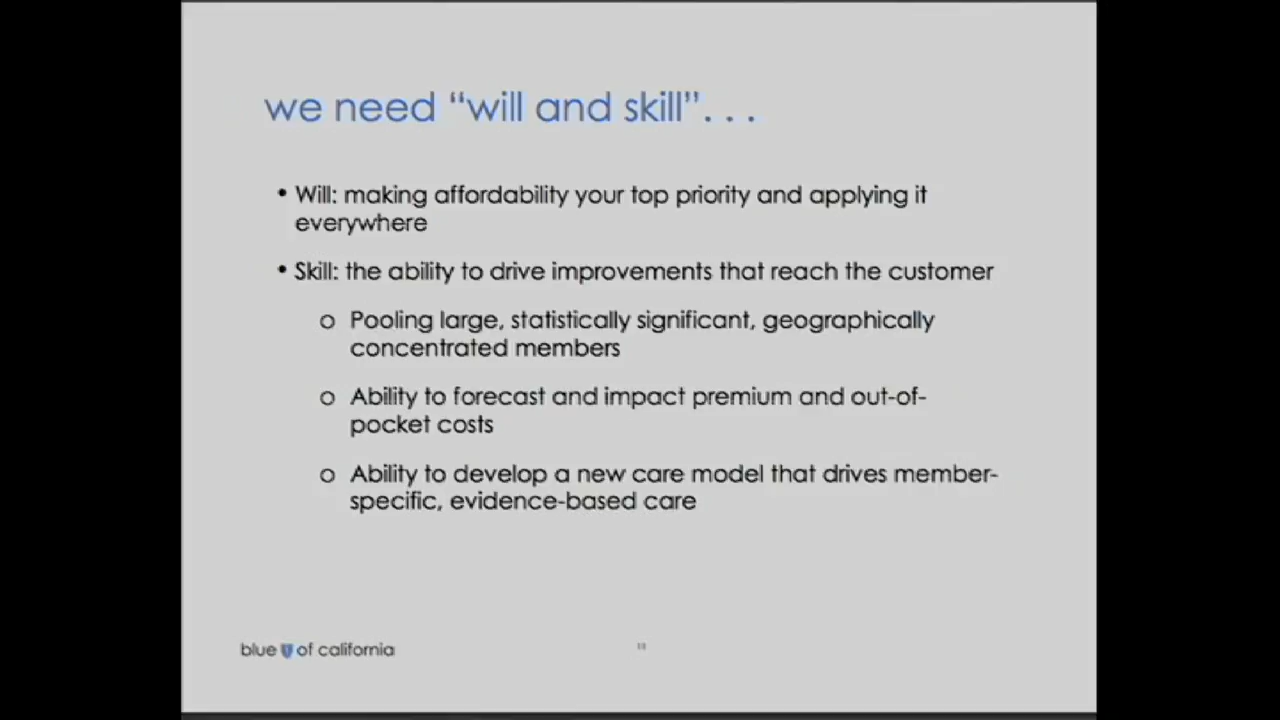 we need “will and skill”. . .
• Will: making affordability your top priority and applying it
everywhere
• Skill: the ability to drive improvements that reach the customer
o Pooling large, statistically significant, geographically
concentrated members
o Ability to forecast and impact premium and out-of-
pocket costs
o Ability to develop a new care model that drives member-
specific, evidence-based care
blue of california